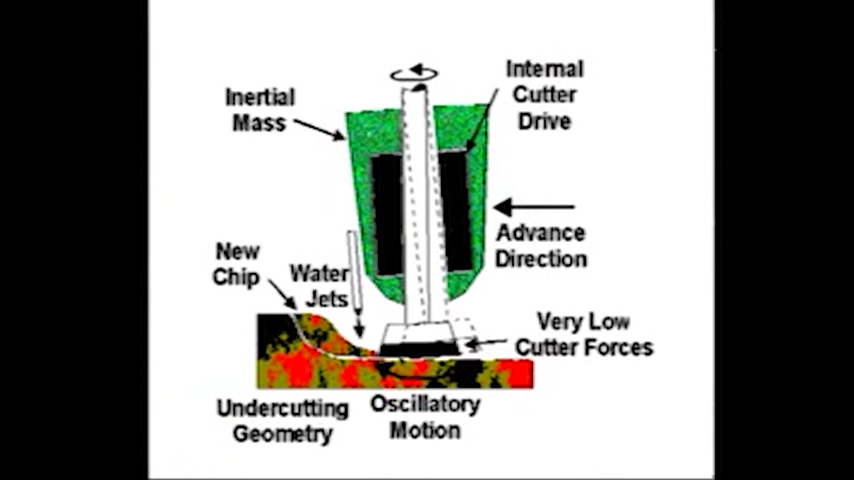 Internal
Cutter
Drive
Inertial
Mass
Advance
Direction
New
Chip
Water
Jets
Very Low
Cutter Forces
Undercutting
Geometry
Oscillatory
Motion